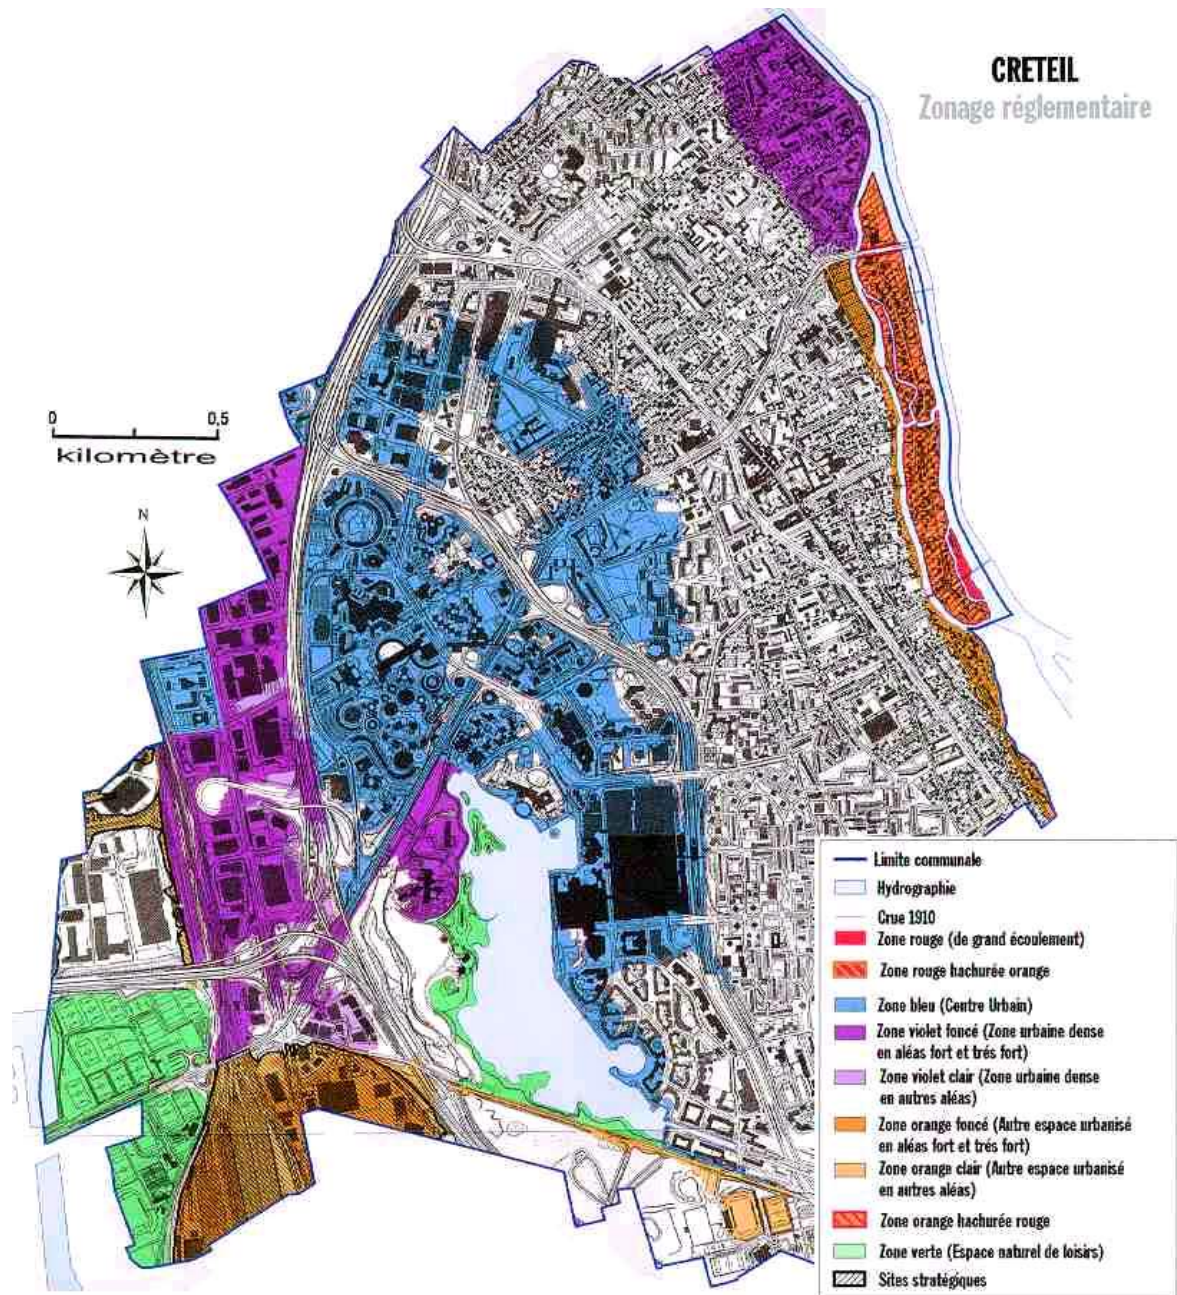 CRETEIL
Zonage réglementaire
0 0.5
kilomètre
N
Limite communale
Hydrographie
Crue 1910
Zone rouge (de grand écoulement)
Zone rouge hachurée orange
Zone bleu (Centre Urbain)
Zone violet foncé (Zone urbaine dense
en aléas fort et trés fort)
Zone violet clair (Zone urbaine dense
en autres aléas)
Zone orange foncé (Autre espace urbanisé
en aléas fort et trés fort)
Zone orange clair (Autre espace urbanisé
en autres aléas)
Zone orange hachurée rouge
Zone verte (Espace naturel de loisirs)
Sites stratégiques